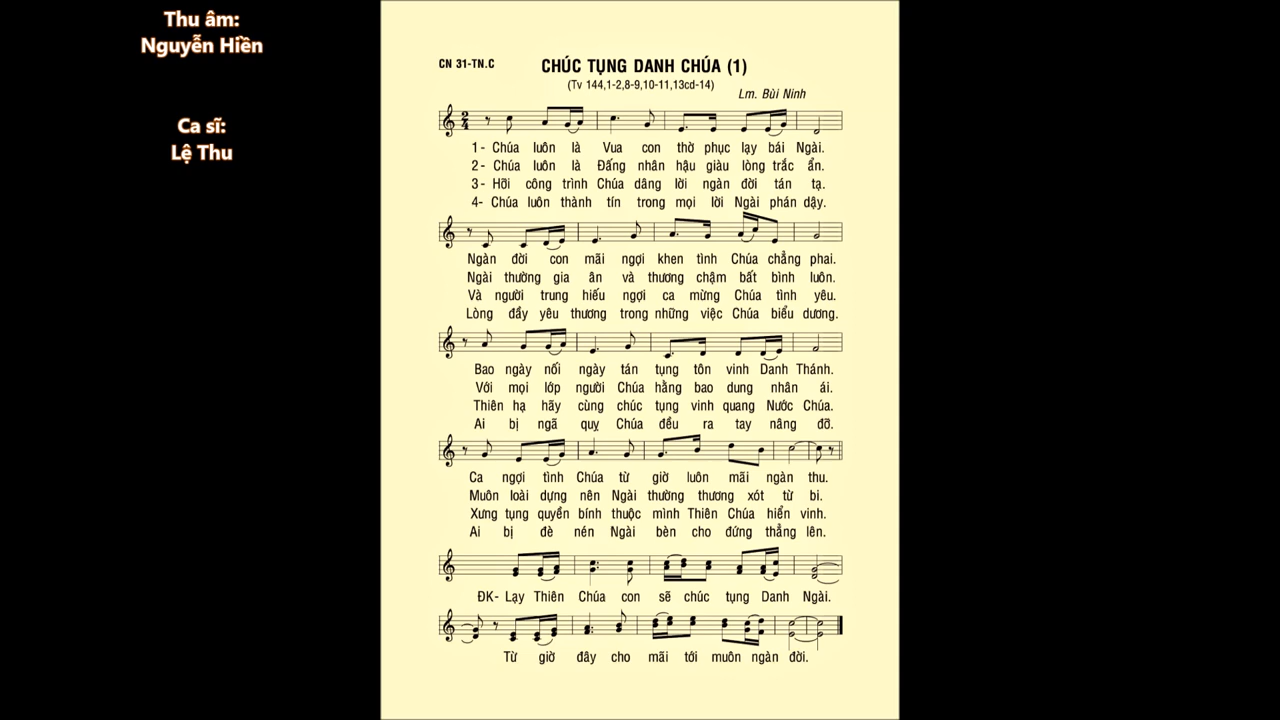 Thu âm:
Nguyễn Hiền
Ca sĩ:
Lệ Thu
CN 31-TN.C
CHÚC TỤNG DANH CHÚA (1)
(Tv 144,1-2,8-9,10-11,13cd-14)
Lm. Bùi Ninh
2
4
1- Chúa luôn là Vua con thờ phục lạy bái Ngài.
2- Chúa luôn là Đấng nhân hậu giàu lòng trắc ẩn.
3- Hỡi công trình Chúa dâng lời ngàn đời tán tạ.
4- Chúa luôn thành tín trong mọi lời Ngài phán dậy.
Ngàn đời con mãi ngợi khen tình Chúa chẳng phai.
Ngài thường gia ân và thương chậm bất bình luôn.
Và người trung hiếu ngợi ca mừng Chúa tình yêu.
Lòng đầy yêu thương trong những việc Chúa biểu dương.
Bao ngày nối ngày tán tụng tôn vinh Danh Thánh.
Với mọi lớp người Chúa hằng bao dung nhân ái.
Thiên hạ hãy cùng chúc tụng vinh quang Nước Chúa.
Ai bị ngã quỵ Chúa đều ra tay nâng đỡ.
Ca ngợi tình Chúa từ giờ luôn mãi ngàn thu.
Muôn loài dựng nên Ngài thường thương xót từ bi.
Xưng tụng quyền bính thuộc mình Thiên Chúa hiển vinh.
Ai bị đè nén Ngài bèn cho đứng thẳng lên.
ĐK- Lạy Thiên Chúa con sẽ chúc tụng Danh Ngài.
Từ giờ đây cho mãi tới muôn ngàn đời.